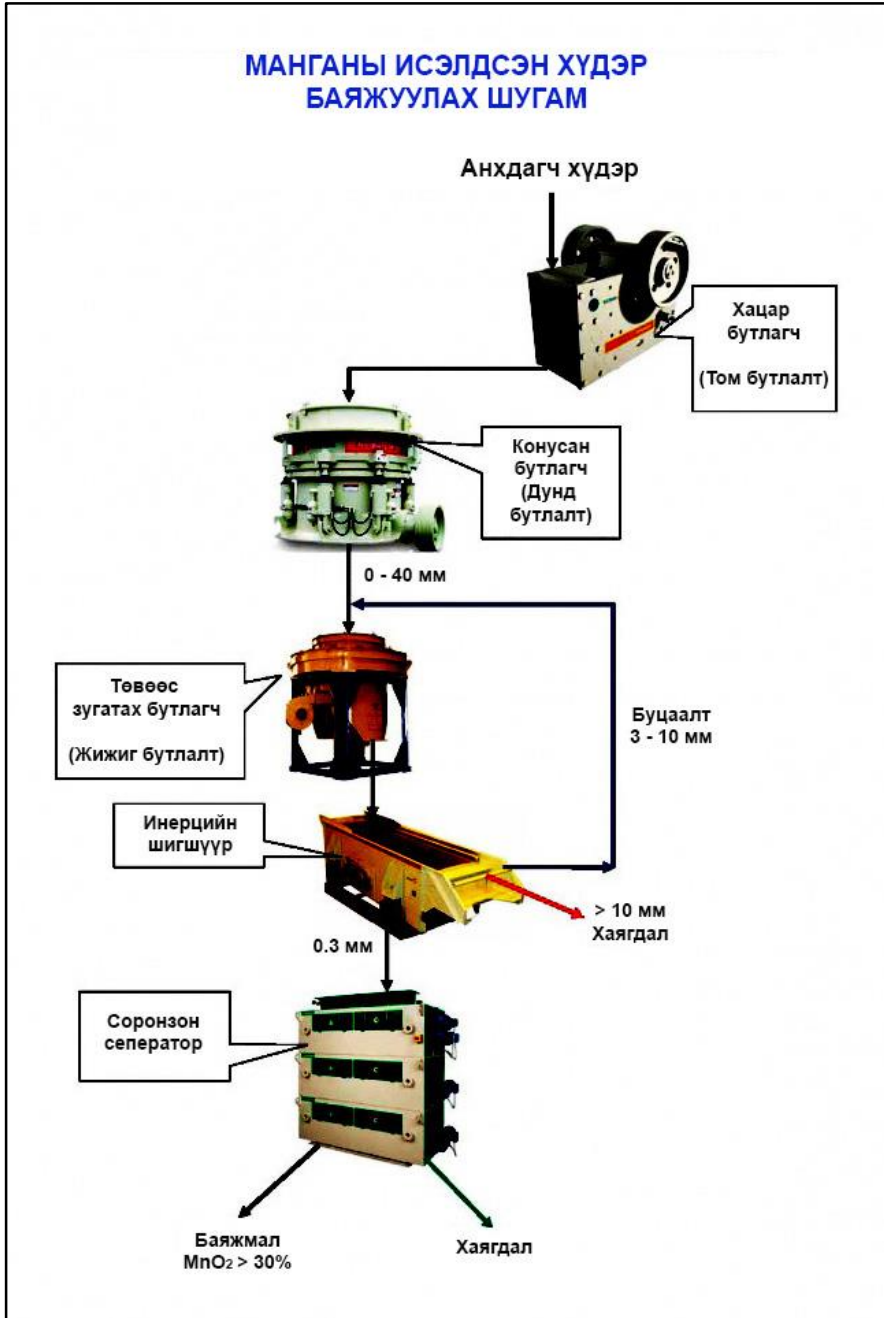 МАНГАНЫ ИСЭЛДСЭН ХҮДЭР
БАЯЖУУЛАХ ШУГАМ
Анхдагч хүдэр
Хацар
бутлагч
(Том бутлалт)
Конусан
бутлагч
(Дунд
бутлалт)
0 - 40 мм
Төвөөс
зугатах бутлагч
(Жижиг бутлалт)
Буцаалт
3 - 10 мм
Инерцийн
шигшүүр
> 10 мм
Хаягдал
0.3 мм
Соронзон
сеператор
Баяжмал
MnO₂ > 30%
Хаягдал